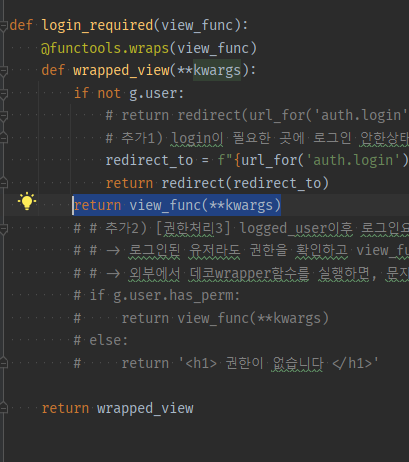 def login_required(view_func):
@functools.wraps(view_func)
def wrapped_view(**kwargs):
if not g.user:
# return redirect(url_for('auth.login'
# 추가1) login이 필요한 곳에 로그인 안한상태
redirect_to = f"{url_for('auth.login')
return redirect(redirect_to)
return view_func(**kwargs)
# # 추가2) [권한처리3] logged_user이후 로그인요
# # -> 로그인된 유저라도 권한을 확인하고 view_fu
# # -> 외부에서 데코wrapper함수를 실행하면, 문자
# if g.user.has_perm:
# return view_func(**kwargs)
# else:
# return '<h1> 권한이 없습니다 </h1>'
return wrapped_view